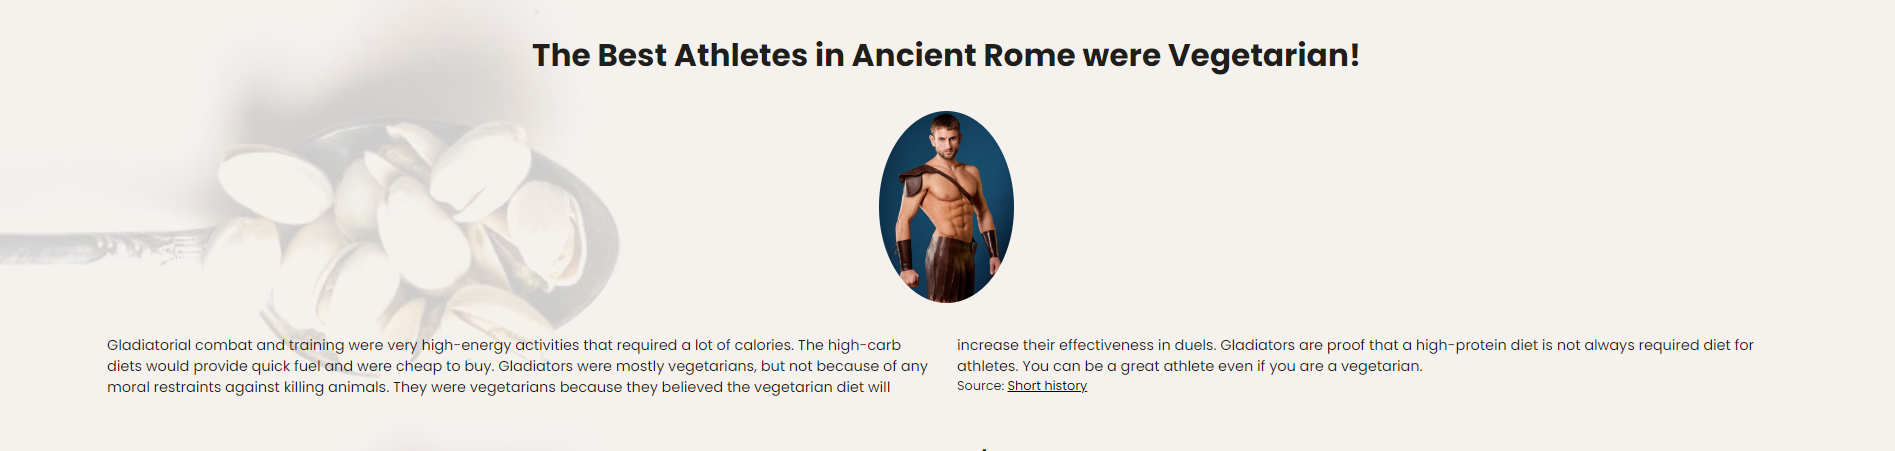 The Best Athletes in Ancient Rome were Vegetarian!
Gladiatorial combat and training were very high-energy activities that required a lot of calories. The high-carb
diets would provide quick fuel and were cheap to buy. Gladiators were mostly vegetarians, but not because of any
moral restraints against killing animals. They were vegetarians because they believed the vegetarian diet will
increase their effectiveness in duels. Gladiators are proof that a high-protein diet is not always required diet for
athletes. You can be a great athlete even if you are a vegetarian.
Source: Short history